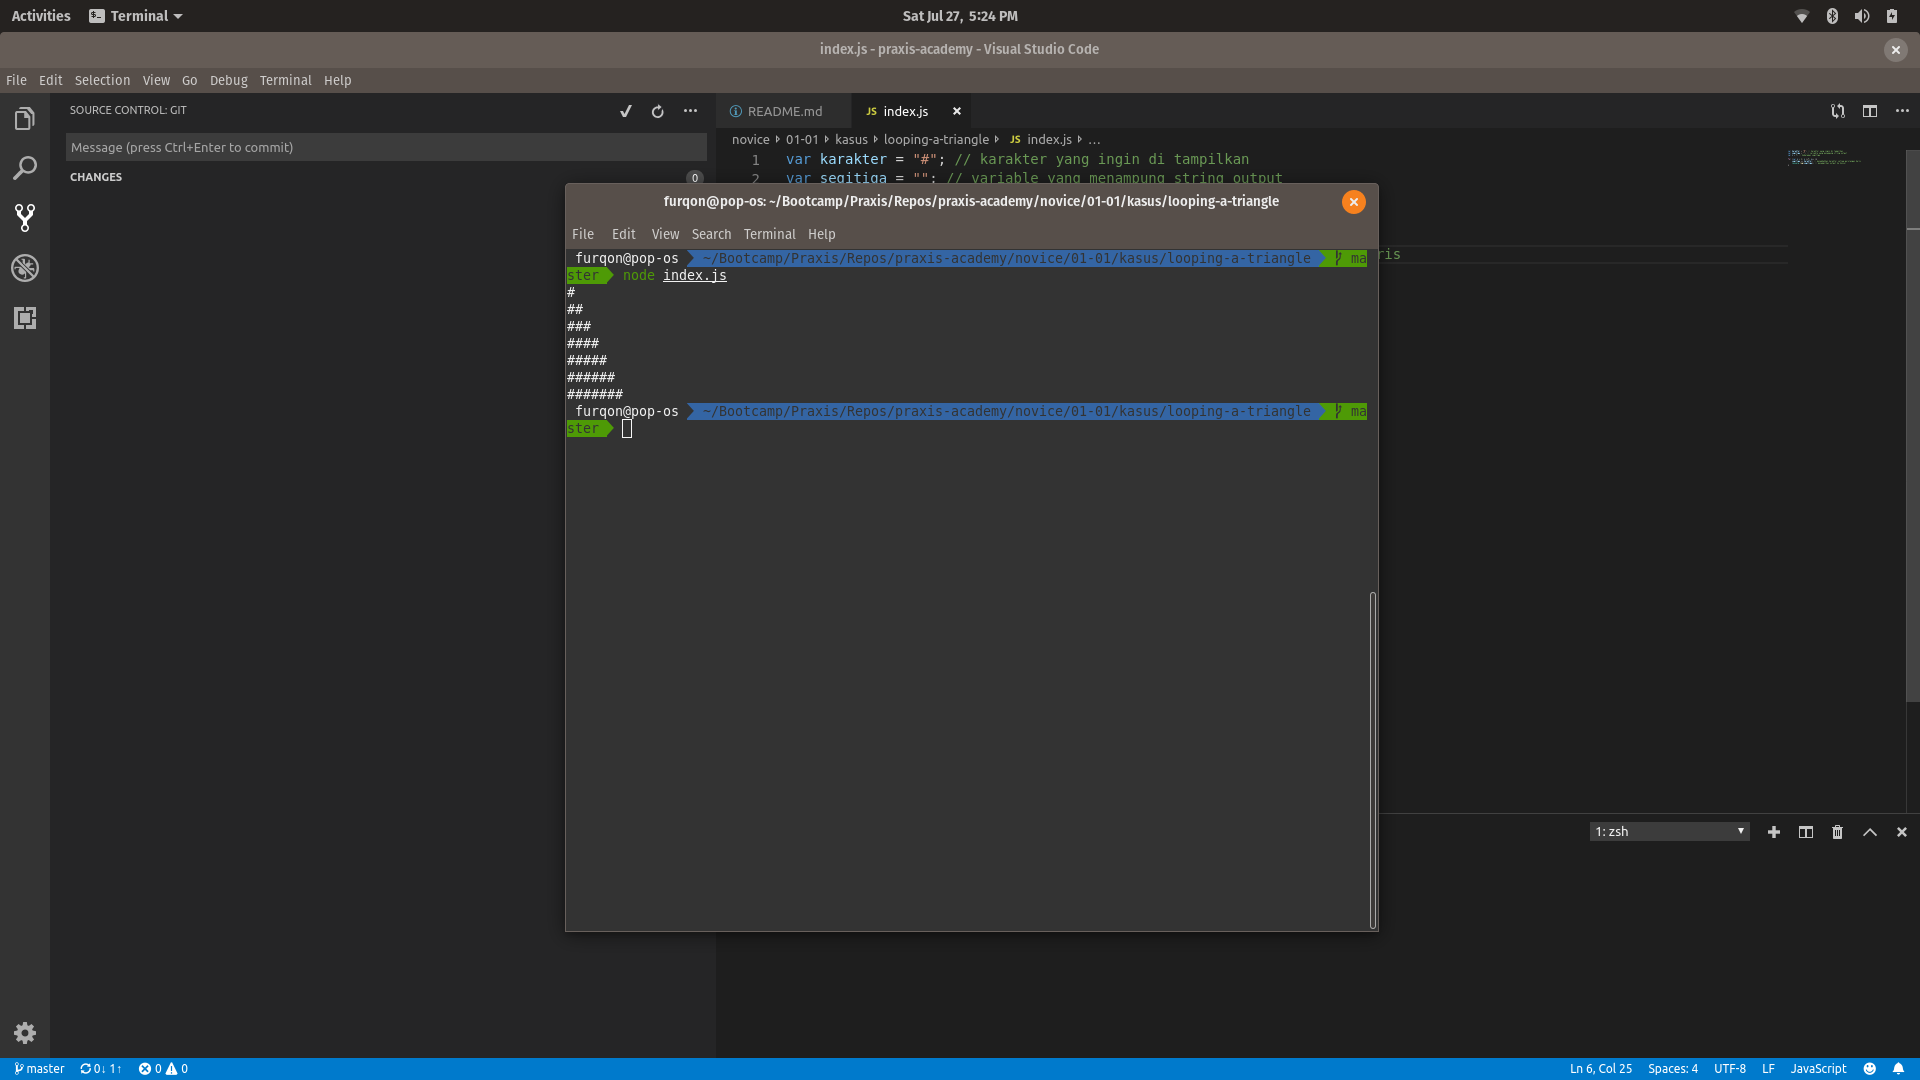 Activities Terminal Sat Jul 27, 5:24 PM
index.js - praxis-academy - Visual Studio Code
File Edit Selection View Go Debug Terminal Help
SOURCE CONTROL: GIT
Message (press Ctrl+Enter to commit)
CHANGES 0
README.md JS index.js
novice 01-01 kasus looping-a-triangle JS index.js ...
1 var karakter = "#"; // karakter yang ingin di tampilkan
2 var segitiga = ""; // variable yang menampung string output
ris
furqon@pop-os: ~/Bootcamp/Praxis/Repos/praxis-academy/novice/01-01/kasus/looping-a-triangle
File Edit View Search Terminal Help
furqon@pop-os ~/Bootcamp/Praxis/Repos/praxis-academy/novice/01-01/kasus/looping-a-triangle ma
ster node index.js
#
##
###
####
#####
######
#######
furqon@pop-os ~/Bootcamp/Praxis/Repos/praxis-academy/novice/01-01/kasus/looping-a-triangle ma
ster
1: zsh
master 0↓ 1↑ 0 0 Ln 6, Col 25 Spaces: 4 UTF-8 LF JavaScript